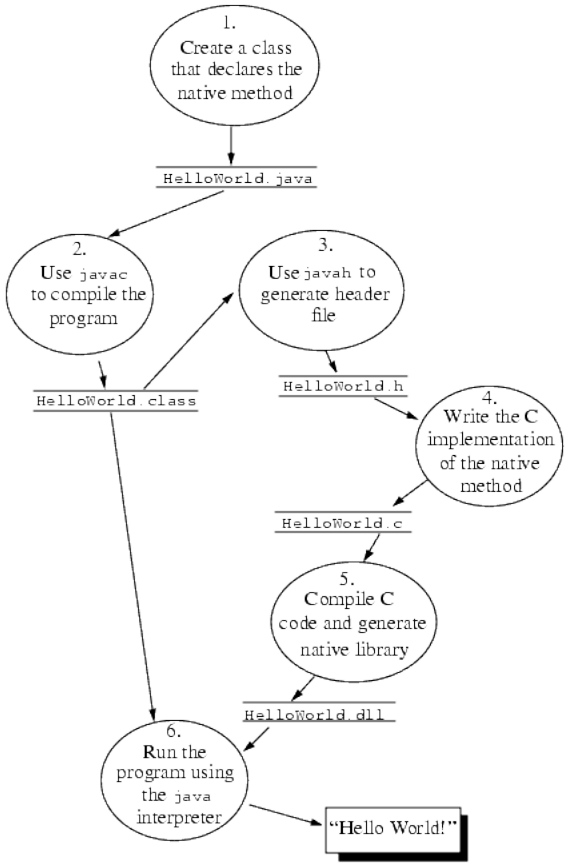 1.
Create a class
that declares the
native method
HelloWorld.java
2.
Use javac
to compile the
program
3.
Use javah to
generate header
file
HelloWorld.class
HelloWorld.h
4.
Write the C
implementation
of the native
method
HelloWorld.c
5.
Compile C
code and generate
native library
HelloWorld.dll
6.
Run the
program using
the java
interpreter
“Hello World!”